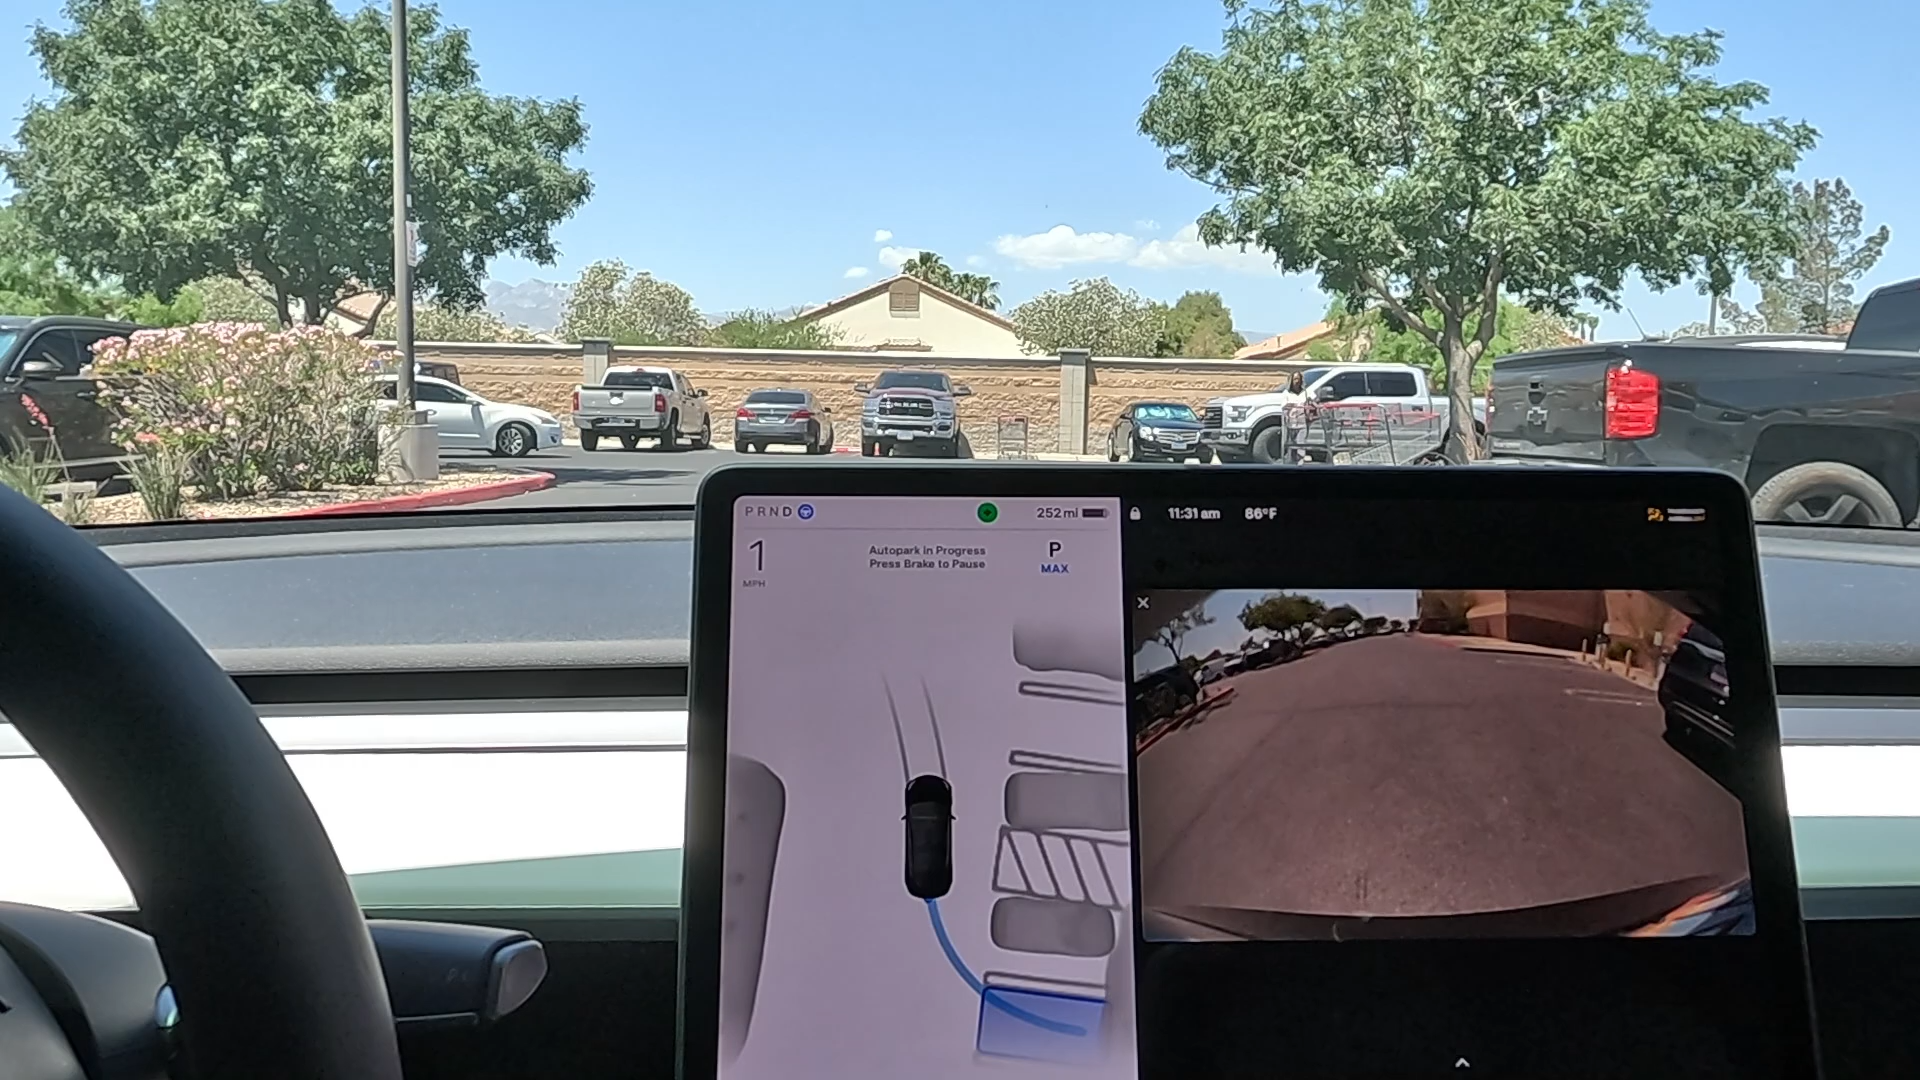 PRND
252 mi
11:31 am
86°F
1
MPH
Autopark in Progress
Press Brake to Pause
P
MAX